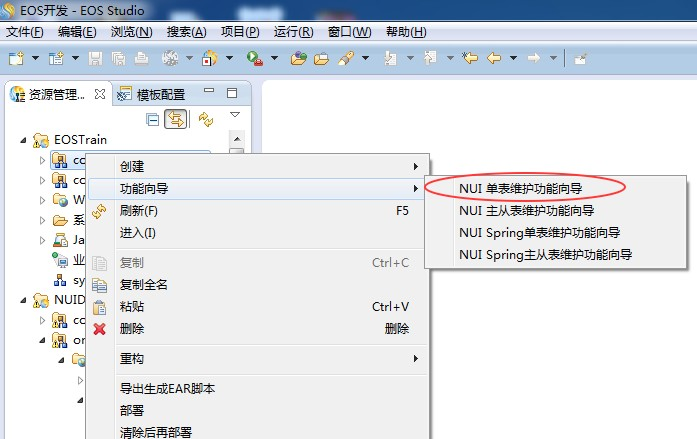 EOS开发 - EOS Studio
文件(F) 编辑(E) 浏览(N) 搜索(A) 项目(P) 运行(R) 窗口(W) 帮助(H)
资源管理... 模板配置
EOSTrain
cc
cc
W
库
Ja
业
sy
NUID
cc
or
创建
功能向导
刷新(F) F5
进入(I)
复制 Ctrl+C
复制全名
粘贴 Ctrl+V
删除 删除
重构
导出生成EAR脚本
部署
清除后再部署
NUI 单表维护功能向导
NUI 主从表维护功能向导
NUI Spring单表维护功能向导
NUI Spring主从表维护功能向导